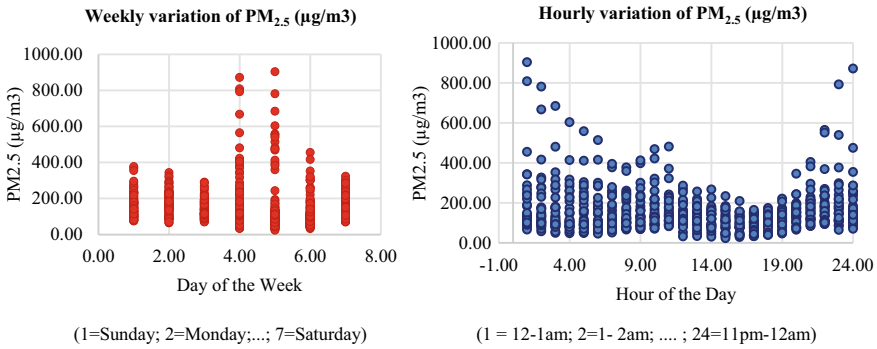 Weekly variation of PM2.5 (µg/m3)
1000.00
800.00
600.00
400.00
200.00
0.00
PM2.5 (µg/m3)
0.00 2.00 4.00 6.00 8.00
Day of the Week
(1=Sunday; 2=Monday;...; 7=Saturday)
Hourly variation of PM2.5 (µg/m3)
1000.00
800.00
600.00
400.00
200.00
0.00
PM2.5 (µg/m3)
-1.00 4.00 9.00 14.00 19.00 24.00
Hour of the Day
(1 = 12-1am; 2=1- 2am; .... ; 24=11pm-12am)